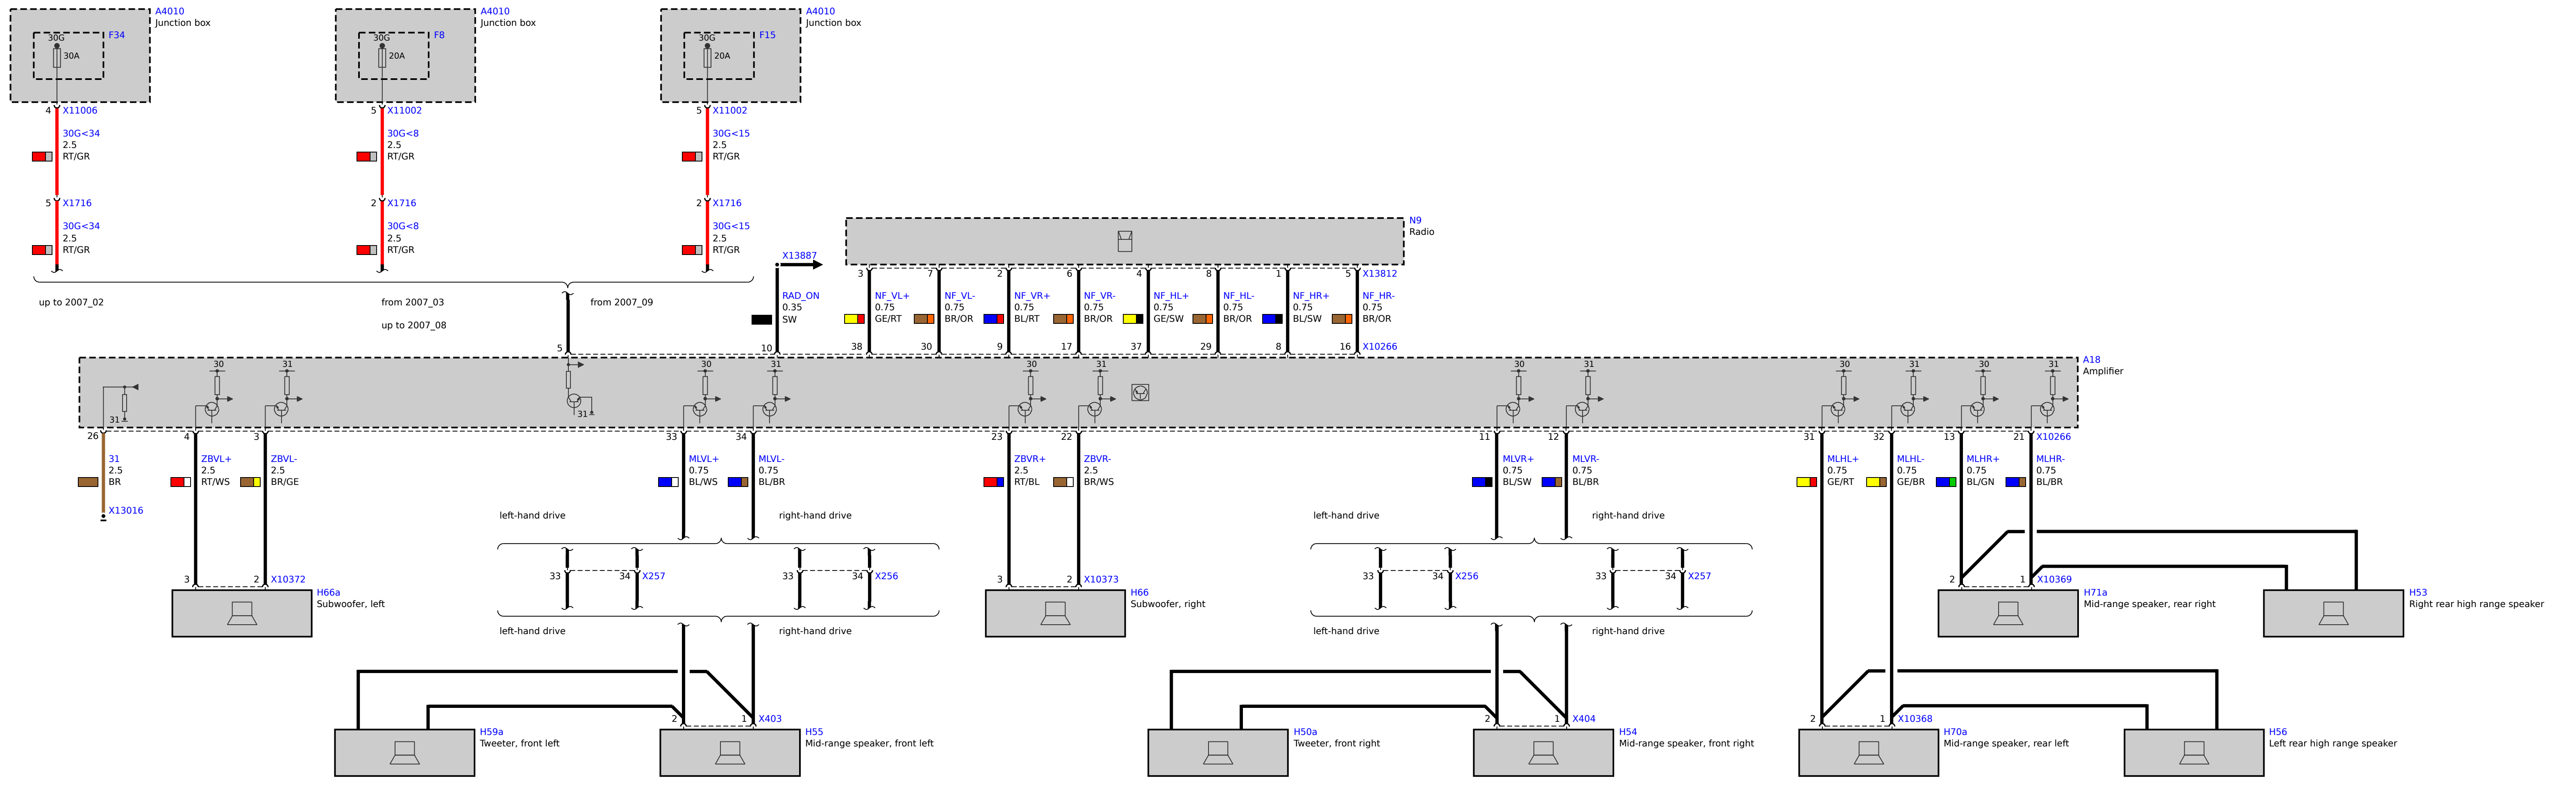 A4010
Junction box
30G
F34
30A
4 X11006
30G<34
2.5
RT/GR
5 X1716
30G<34
2.5
RT/GR
A4010
Junction box
30G
F8
20A
5 X11002
30G<8
2.5
RT/GR
2 X1716
30G<8
2.5
RT/GR
A4010
Junction box
30G
F15
20A
5 X11002
30G<15
2.5
RT/GR
2 X1716
30G<15
2.5
RT/GR
up to 2007_02
from 2007_03
up to 2007_08
from 2007_09
N9
Radio
X13887
3 7 2 6 4 8 1 5 X13812
RAD_ON
0.35
SW
NF_VL+
0.75
GE/RT
NF_VL-
0.75
BR/OR
NF_VR+
0.75
BL/RT
NF_VR-
0.75
BR/OR
NF_HL+
0.75
GE/SW
NF_HL-
0.75
BR/OR
NF_HR+
0.75
BL/SW
NF_HR-
0.75
BR/OR
5 10 38 30 9 17 37 29 8 16 X10266
A18
Amplifier
30 31 30 31 30 31 30 31 30 31 30 31
31 31
26 4 3 33 34 23 22 11 12 31 32 13 21 X10266
31
2.5
BR
X13016
ZBVL+
2.5
RT/WS
ZBVL-
2.5
BR/GE
MLVL+
0.75
BL/WS
MLVL-
0.75
BL/BR
ZBVR+
2.5
RT/BL
ZBVR-
2.5
BR/WS
MLVR+
0.75
BL/SW
MLVR-
0.75
BL/BR
MLHL+
0.75
GE/RT
MLHL-
0.75
GE/BR
MLHR+
0.75
BL/GN
MLHR-
0.75
BL/BR
left-hand drive
right-hand drive
left-hand drive
right-hand drive
33 34 X257
33 34 X256
33 34 X256
33 34 X257
3 2 X10372
H66a
Subwoofer, left
3 2 X10373
H66
Subwoofer, right
2 1 X10369
H71a
Mid-range speaker, rear right
H53
Right rear high range speaker
left-hand drive
right-hand drive
left-hand drive
right-hand drive
2 1 X403
H59a
Tweeter, front left
H55
Mid-range speaker, front left
2 1 X404
H50a
Tweeter, front right
H54
Mid-range speaker, front right
2 1 X10368
H70a
Mid-range speaker, rear left
H56
Left rear high range speaker